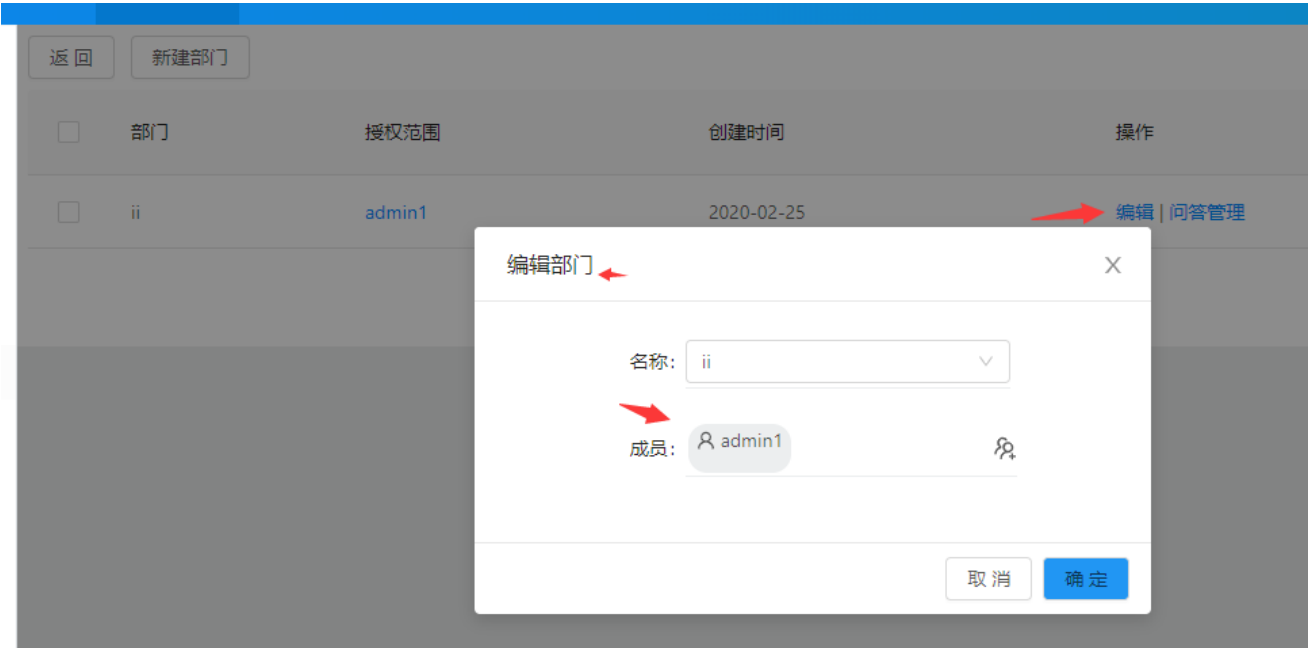 返 回 新建部门
部门 授权范围 创建时间 操作
ii admin1 2020-02-25 编辑 | 问答管理
编辑部门
名称: ii
成员: admin1
取 消 确 定